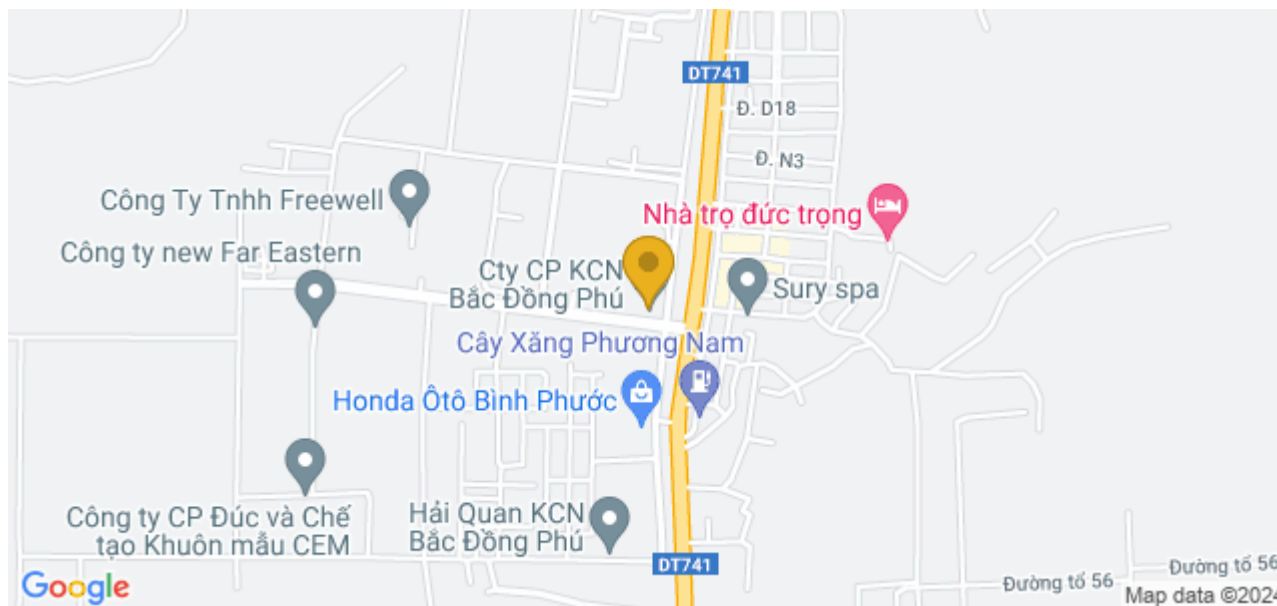 DT741
Đ. D18
Đ. N3
Công Ty Tnhh Freewell
Nhà trọ đức trọng
Công ty new Far Eastern
Cty CP KCN
Bắc Đồng Phú
Sury spa
Cây Xăng Phương Nam
Honda Ôtô Bình Phước
Công ty CP Đúc và Chế
tạo Khuôn mẫu CEM
Hải Quan KCN
Bắc Đồng Phú
DT741
Đường tổ 56
Đường tổ 56
Google
Map data ©2024